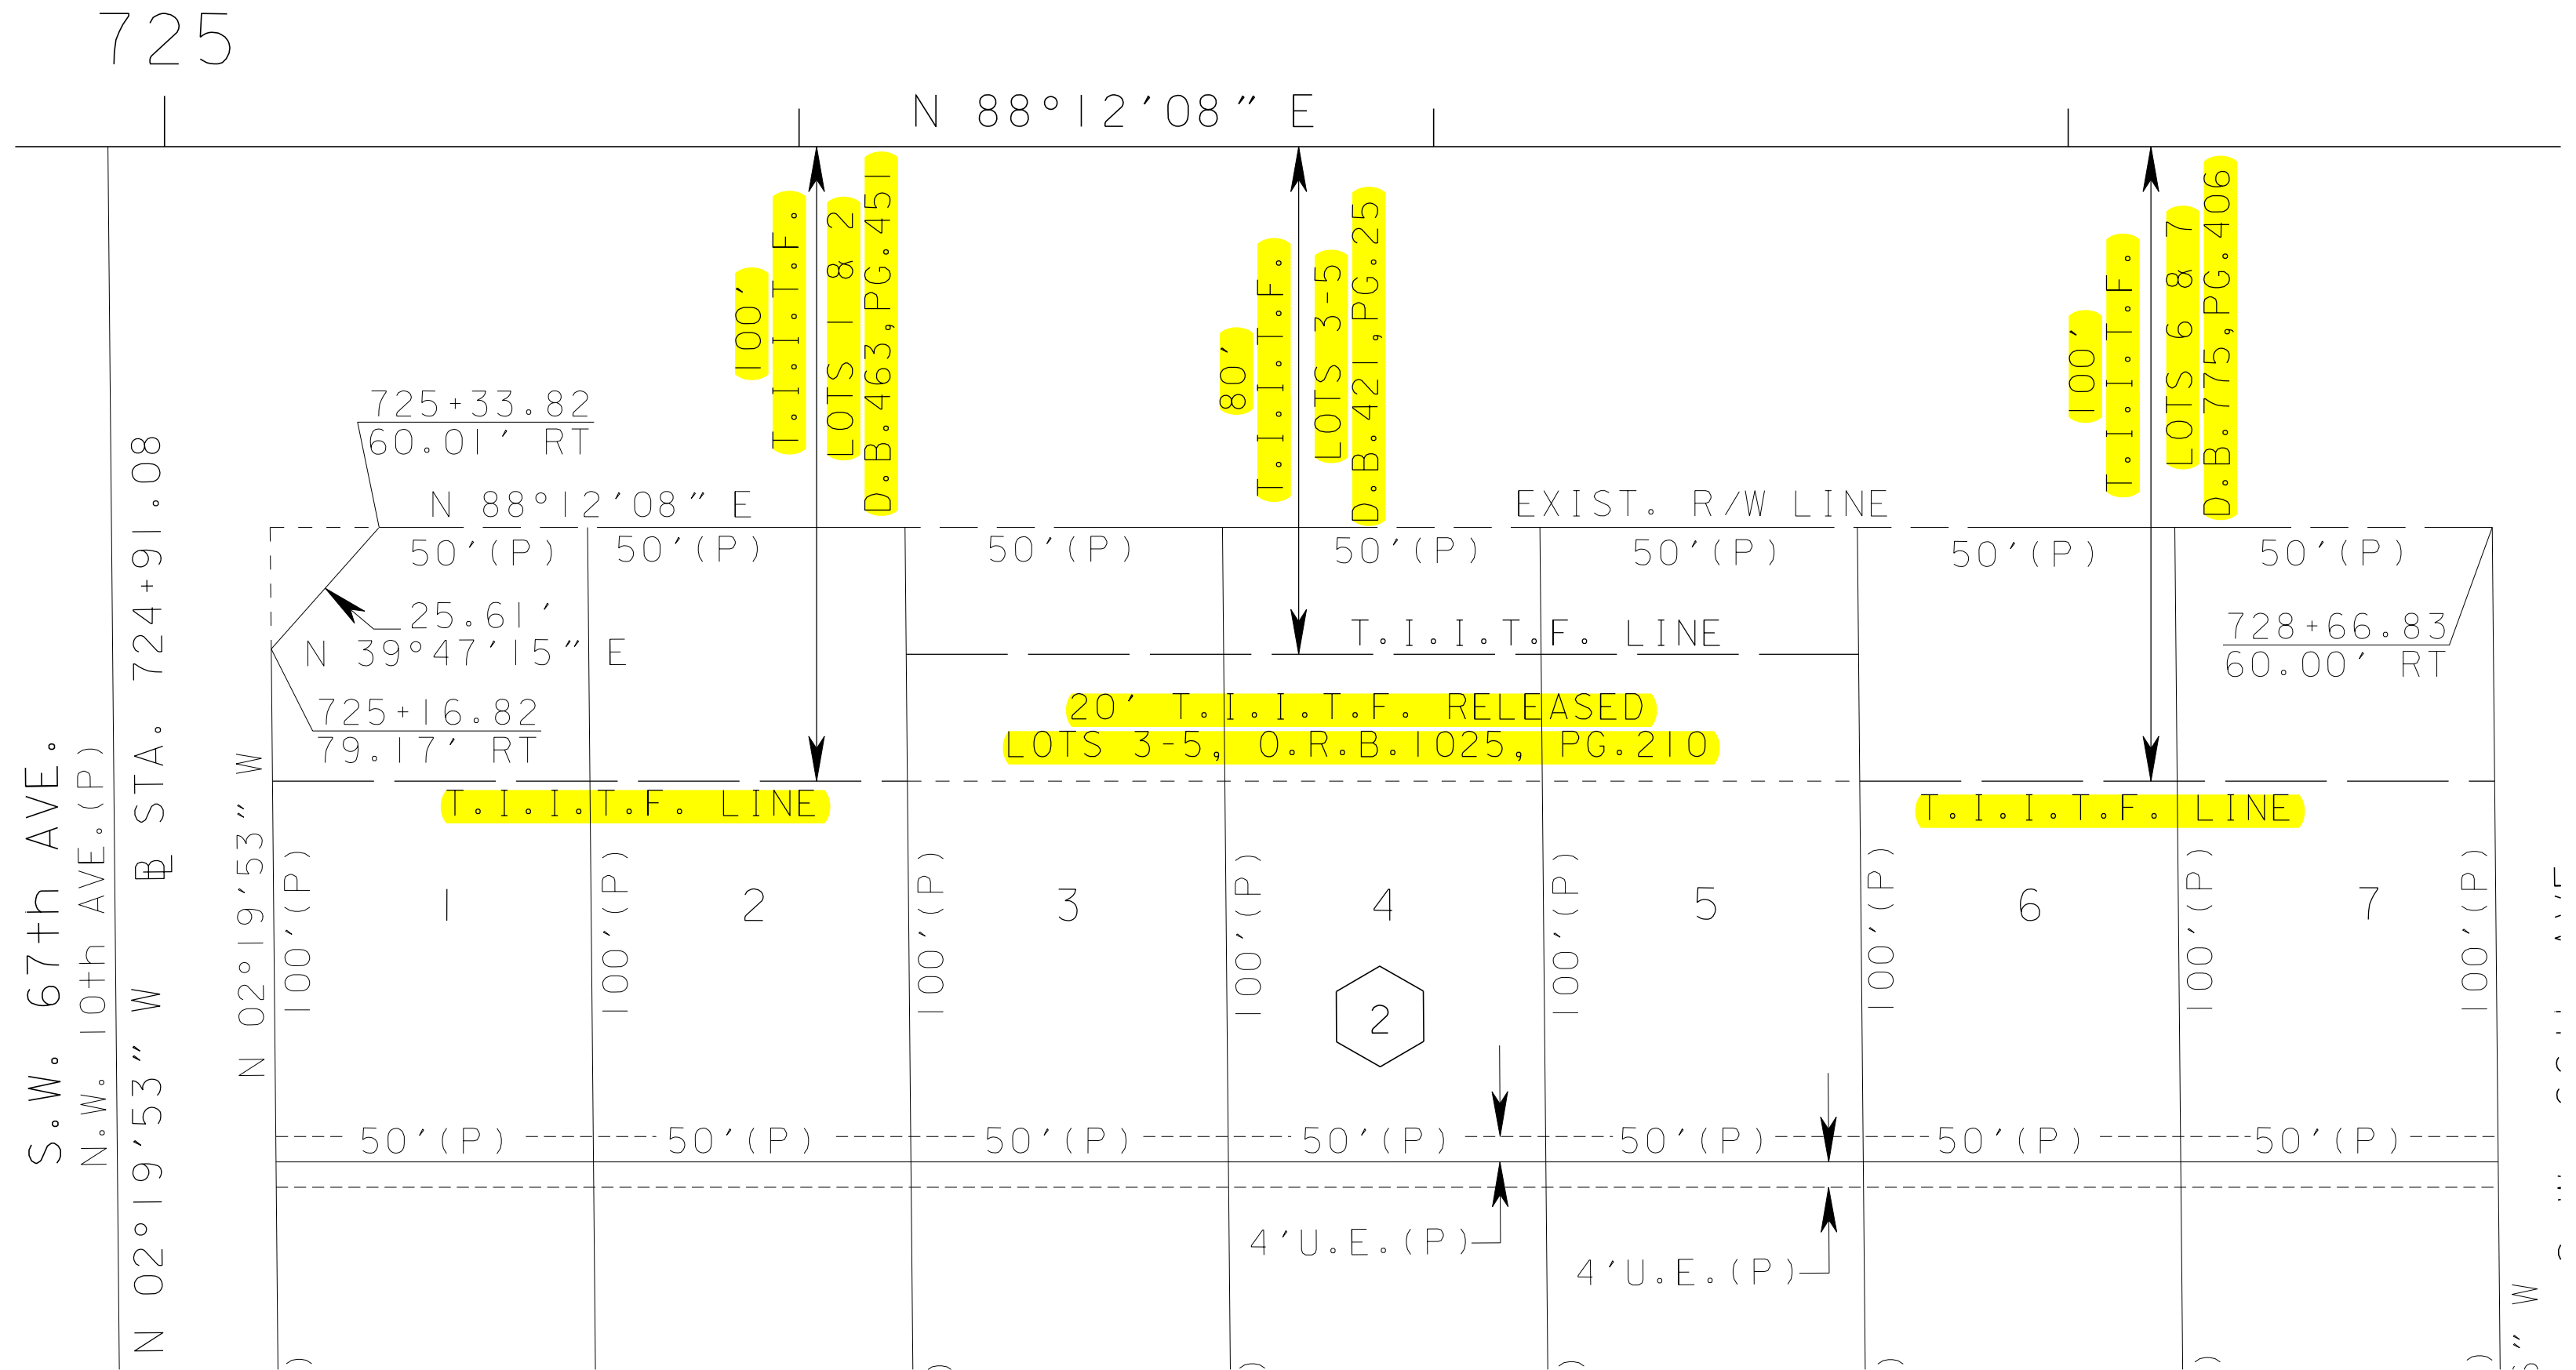 725
N 88°12'08" E
100'
T.I.I.T.F.
LOTS 1 & 2
D.B.463,PG.451
80'
T.I.I.T.F.
LOTS 3-5
D.B.421,PG.25
100'
T.I.I.T.F.
LOTS 6 & 7
D.B.775,PG.406
725+33.82
60.01' RT
N 88°12'08" E
EXIST. R/W LINE
50'(P)
50'(P)
50'(P)
50'(P)
50'(P)
50'(P)
50'(P)
25.61'
N 39°47'15" E
T.I.I.T.F. LINE
728+66.83
60.00' RT
725+16.82
79.17' RT
20' T.I.I.T.F. RELEASED
LOTS 3-5, O.R.B.1025, PG.210
T.I.I.T.F. LINE
T.I.I.T.F. LINE
S.W. 67th AVE.
N.W. 10th AVE.(P)
N 02°19'53" W
BL STA. 724+91.08
N 02°19'53" W
100'(P)
100'(P)
100'(P)
100'(P)
100'(P)
100'(P)
100'(P)
100'(P)
1
2
3
4
5
6
7
2
50'(P)
50'(P)
50'(P)
50'(P)
50'(P)
50'(P)
50'(P)
4'U.E.(P)
4'U.E.(P)
" W